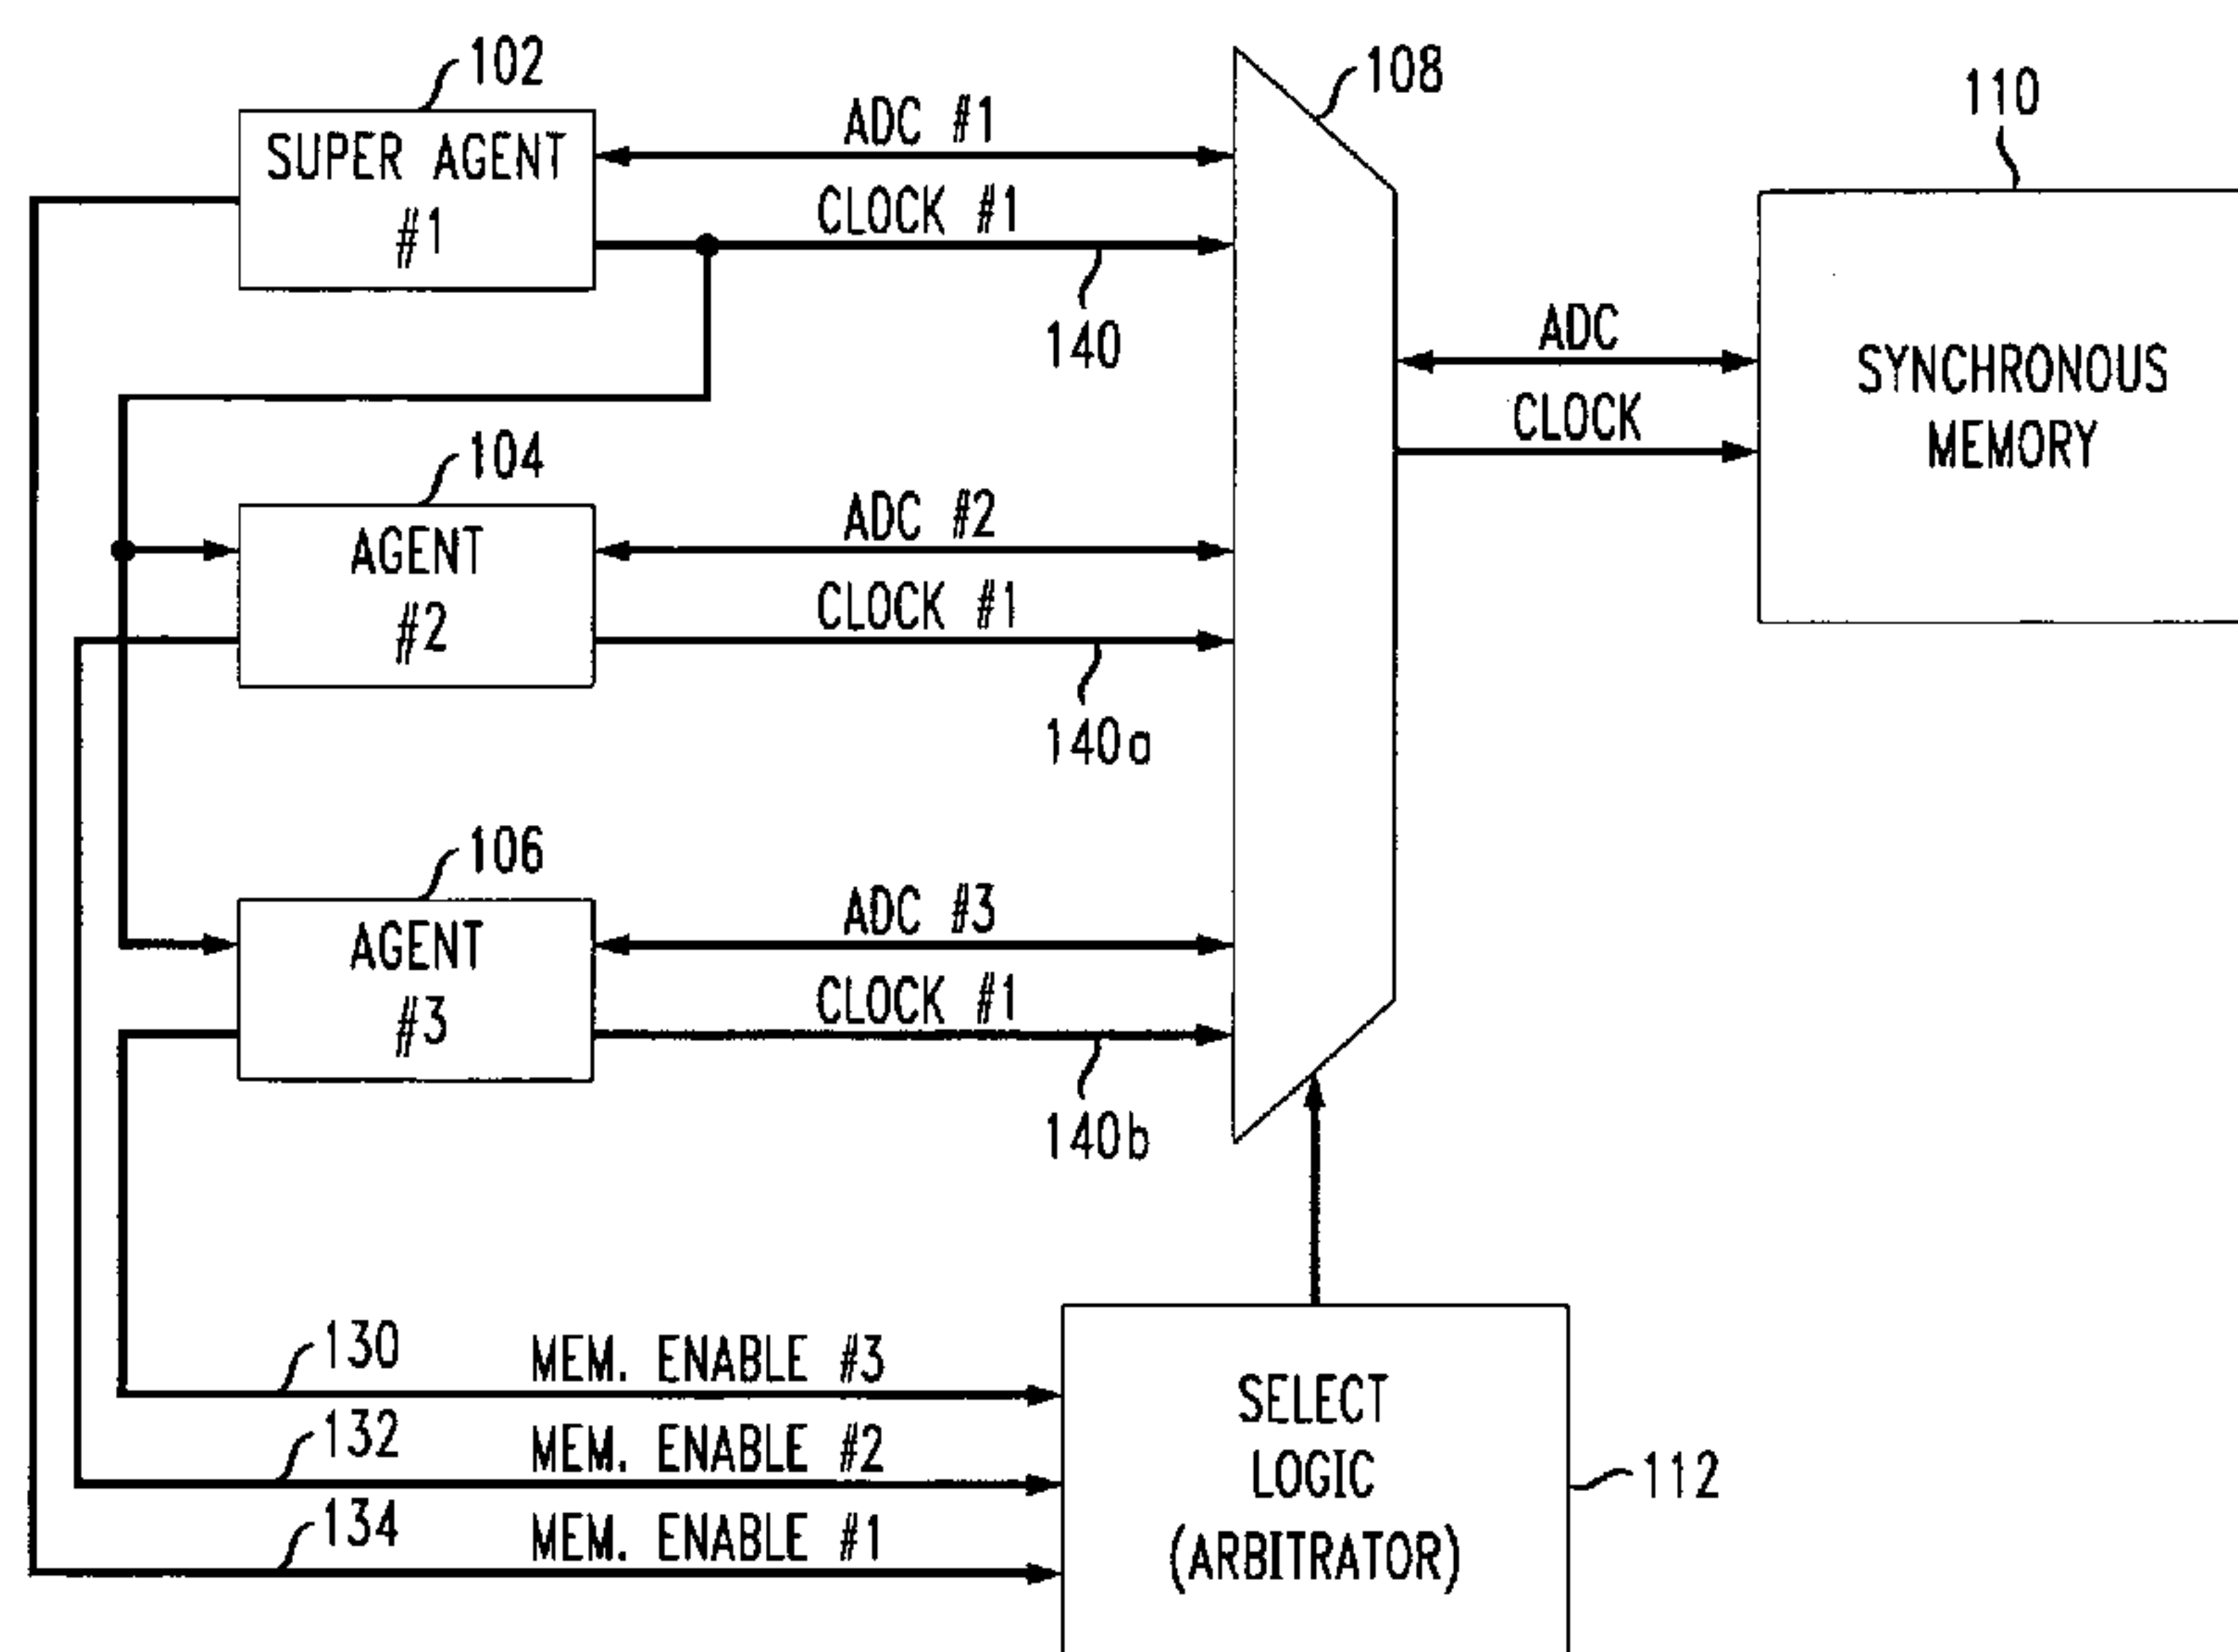 102
SUPER AGENT
#1
ADC #1
CLOCK #1
140
108
110
ADC
CLOCK
SYNCHRONOUS
MEMORY
104
AGENT
#2
ADC #2
CLOCK #1
140a
106
AGENT
#3
ADC #3
CLOCK #1
140b
130
MEM. ENABLE #3
132
MEM. ENABLE #2
134
MEM. ENABLE #1
SELECT
LOGIC
(ARBITRATOR)
112